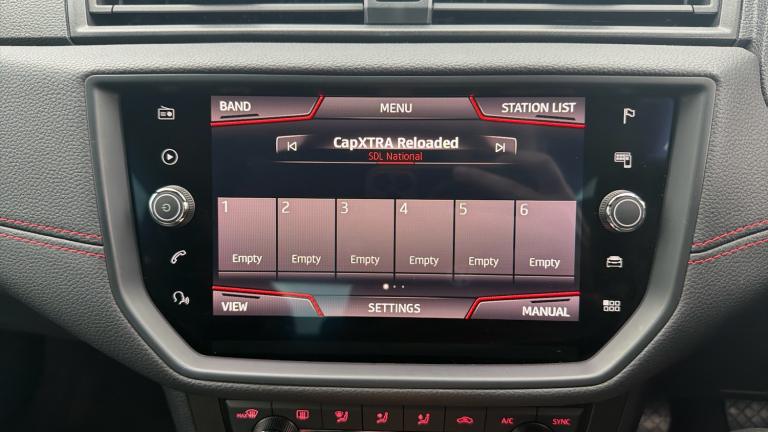 BAND MENU STATION LIST
CapXTRA Reloaded
SDL National
1 2 3 4 5 6
Empty Empty Empty Empty Empty Empty
VIEW SETTINGS MANUAL
MAX A/C SYNC